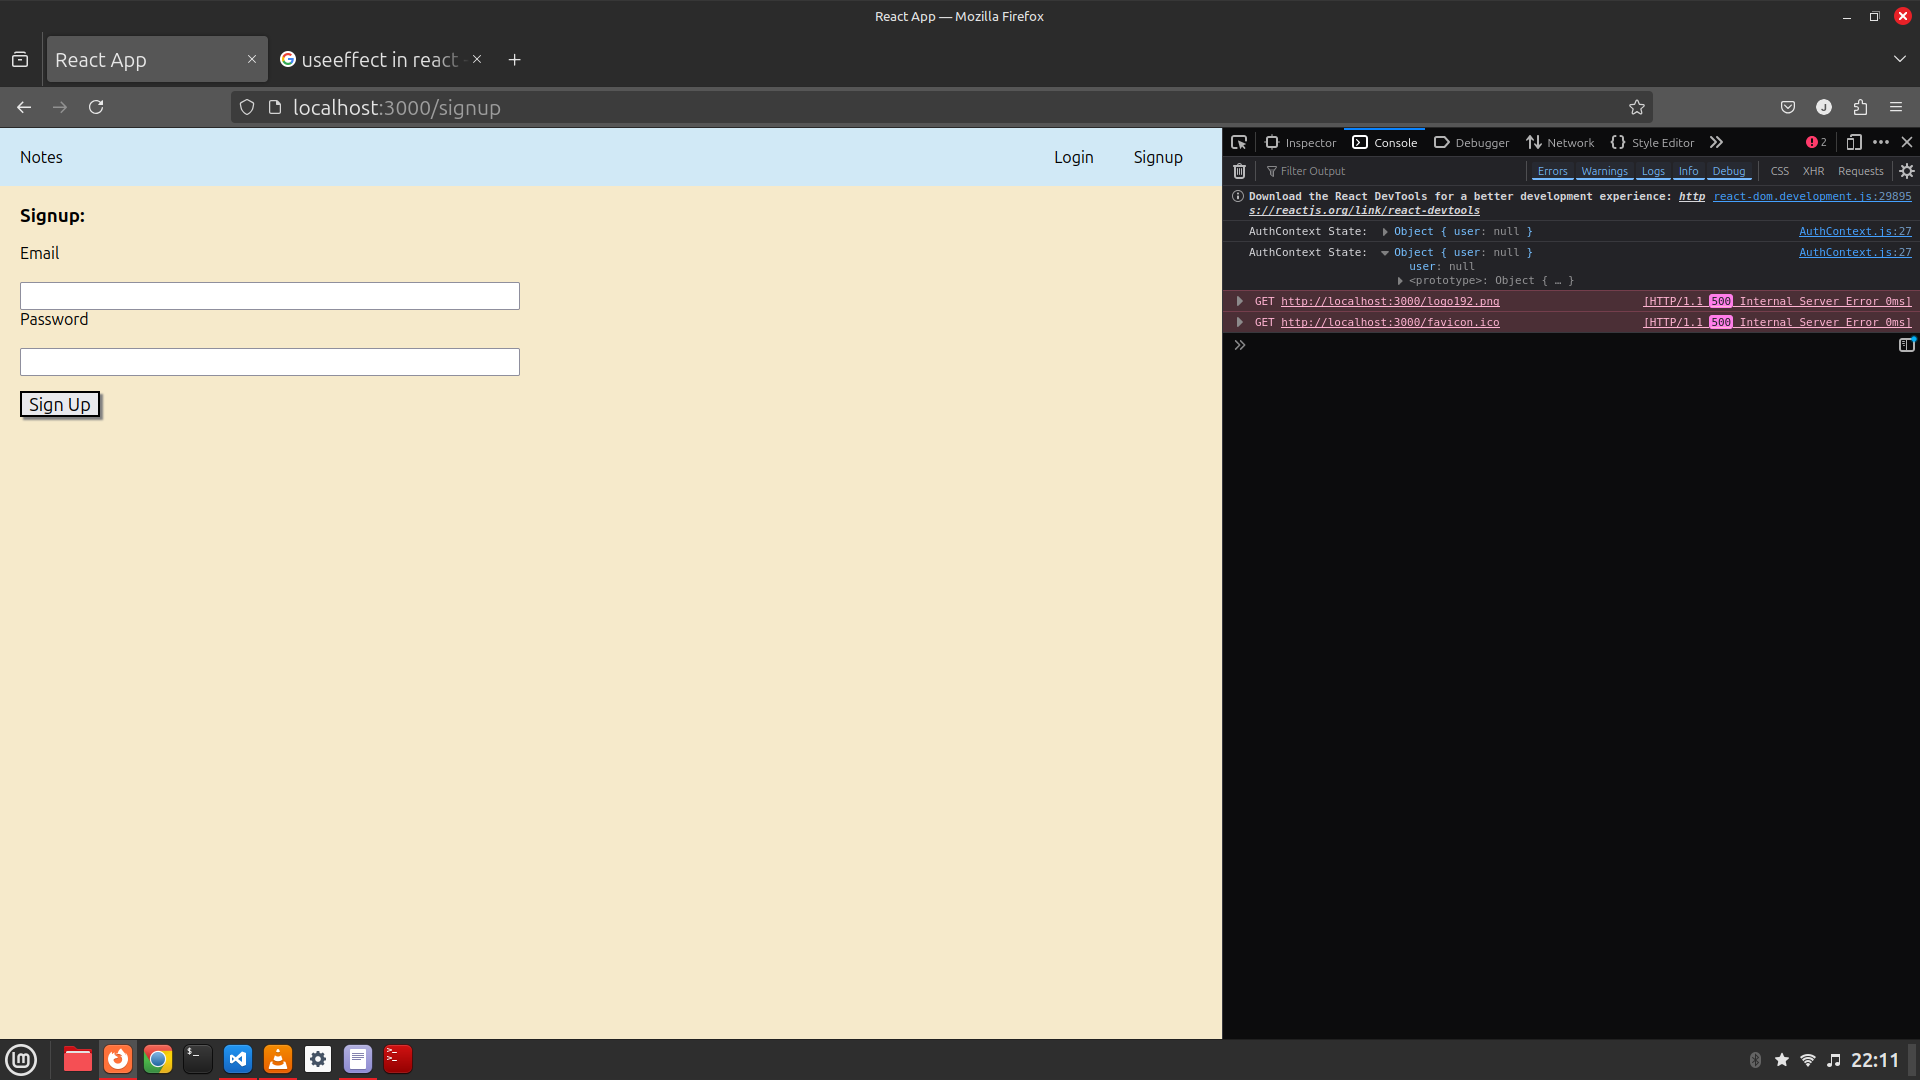 React App — Mozilla Firefox
React App
useeffect in react -
localhost:3000/signup
J
Notes
Login
Signup
Signup:
Email
Password
Sign Up
Inspector
Console
Debugger
Network
Style Editor
2
Filter Output
Errors
Warnings
Logs
Info
Debug
CSS
XHR
Requests
Download the React DevTools for a better development experience: http react-dom.development.js:29895
s://reactjs.org/link/react-devtools
AuthContext State: Object { user: null } AuthContext.js:27
AuthContext State: Object { user: null } AuthContext.js:27
user: null
<prototype>: Object { … }
GET http://localhost:3000/logo192.png [HTTP/1.1 500 Internal Server Error 0ms]
GET http://localhost:3000/favicon.ico [HTTP/1.1 500 Internal Server Error 0ms]
22:11